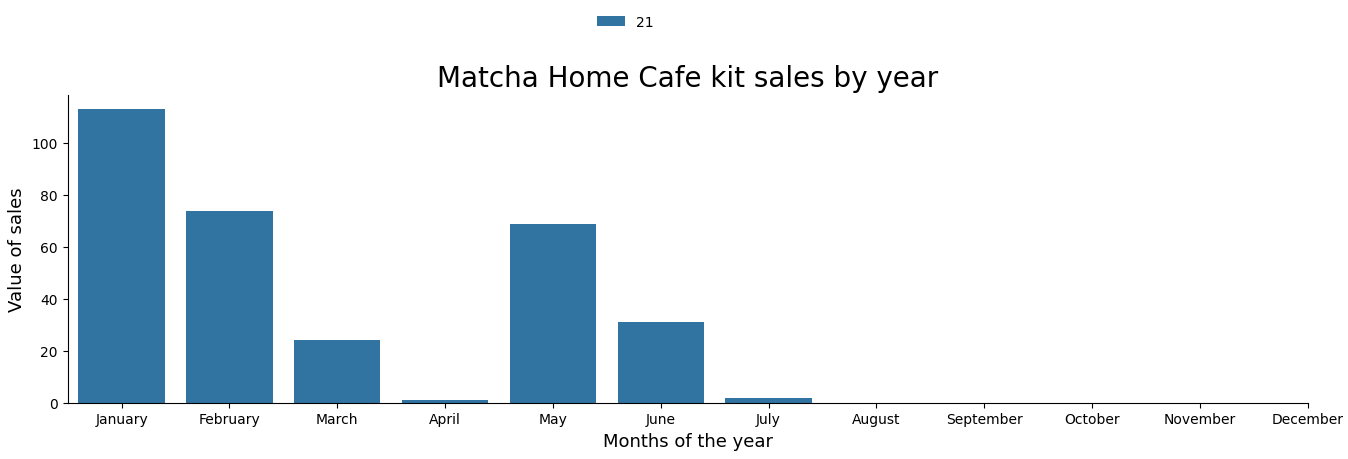 21
Matcha Home Cafe kit sales by year
Value of sales
100
80
60
40
20
0
January February March April May June July August September October November December
Months of the year